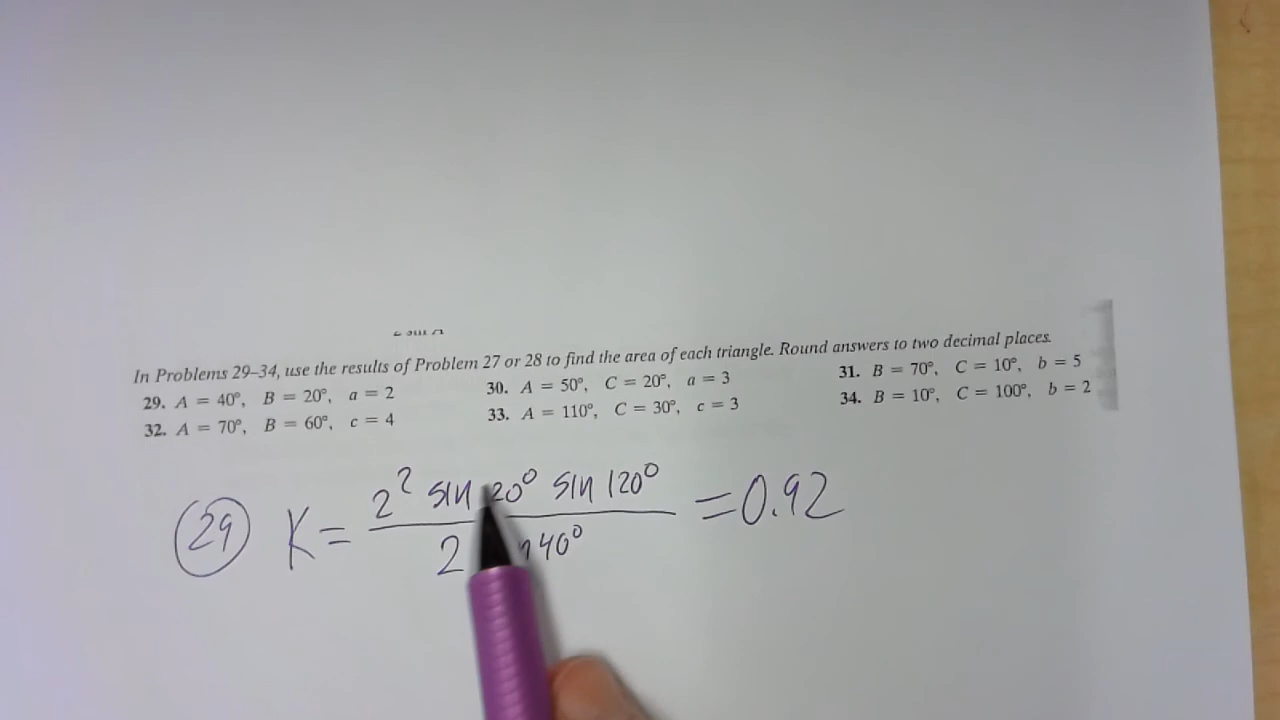 In Problems 29–34, use the results of Problem 27 or 28 to find the area of each triangle. Round answers to two decimal places.
29. A = 40°, B = 20°, a = 2 30. A = 50°, C = 20°, a = 3 31. B = 70°, C = 10°, b = 5
32. A = 70°, B = 60°, c = 4 33. A = 110°, C = 30°, c = 3 34. B = 10°, C = 100°, b = 2
2² sin 20° sin 120°
29 K = = 0.92
2 40°